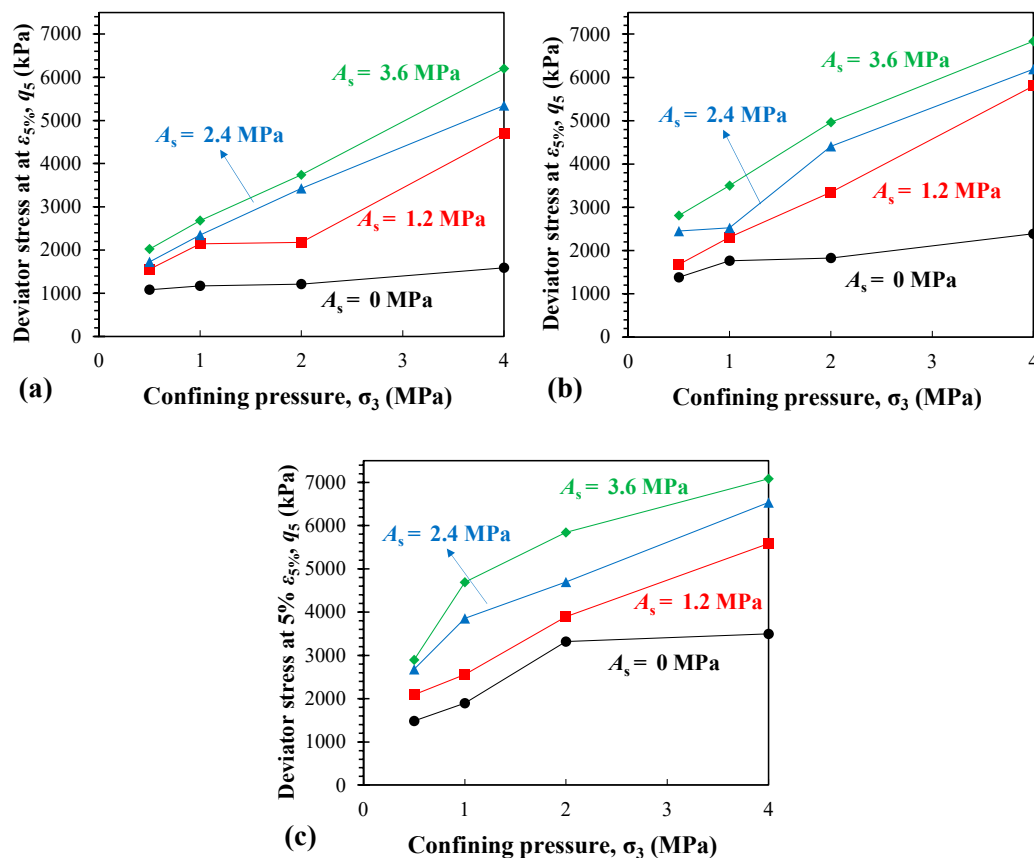 Deviator stress at at ε5%, q5 (kPa)
7000
6000
5000
4000
3000
2000
1000
0
As = 3.6 MPa
As = 2.4 MPa
As = 1.2 MPa
As = 0 MPa
0 1 2 3 4
(a)
Confining pressure, σ3 (MPa)
Deviator stress at ε5%, q5 (kPa)
7000
6000
5000
4000
3000
2000
1000
0
As = 3.6 MPa
As = 2.4 MPa
As = 1.2 MPa
As = 0 MPa
0 1 2 3 4
(b)
Confining pressure, σ3 (MPa)
Deviator stress at 5% ε5%, q5 (kPa)
7000
6000
5000
4000
3000
2000
1000
0
As = 3.6 MPa
As = 2.4 MPa
As = 1.2 MPa
As = 0 MPa
0 1 2 3 4
(c)
Confining pressure, σ3 (MPa)